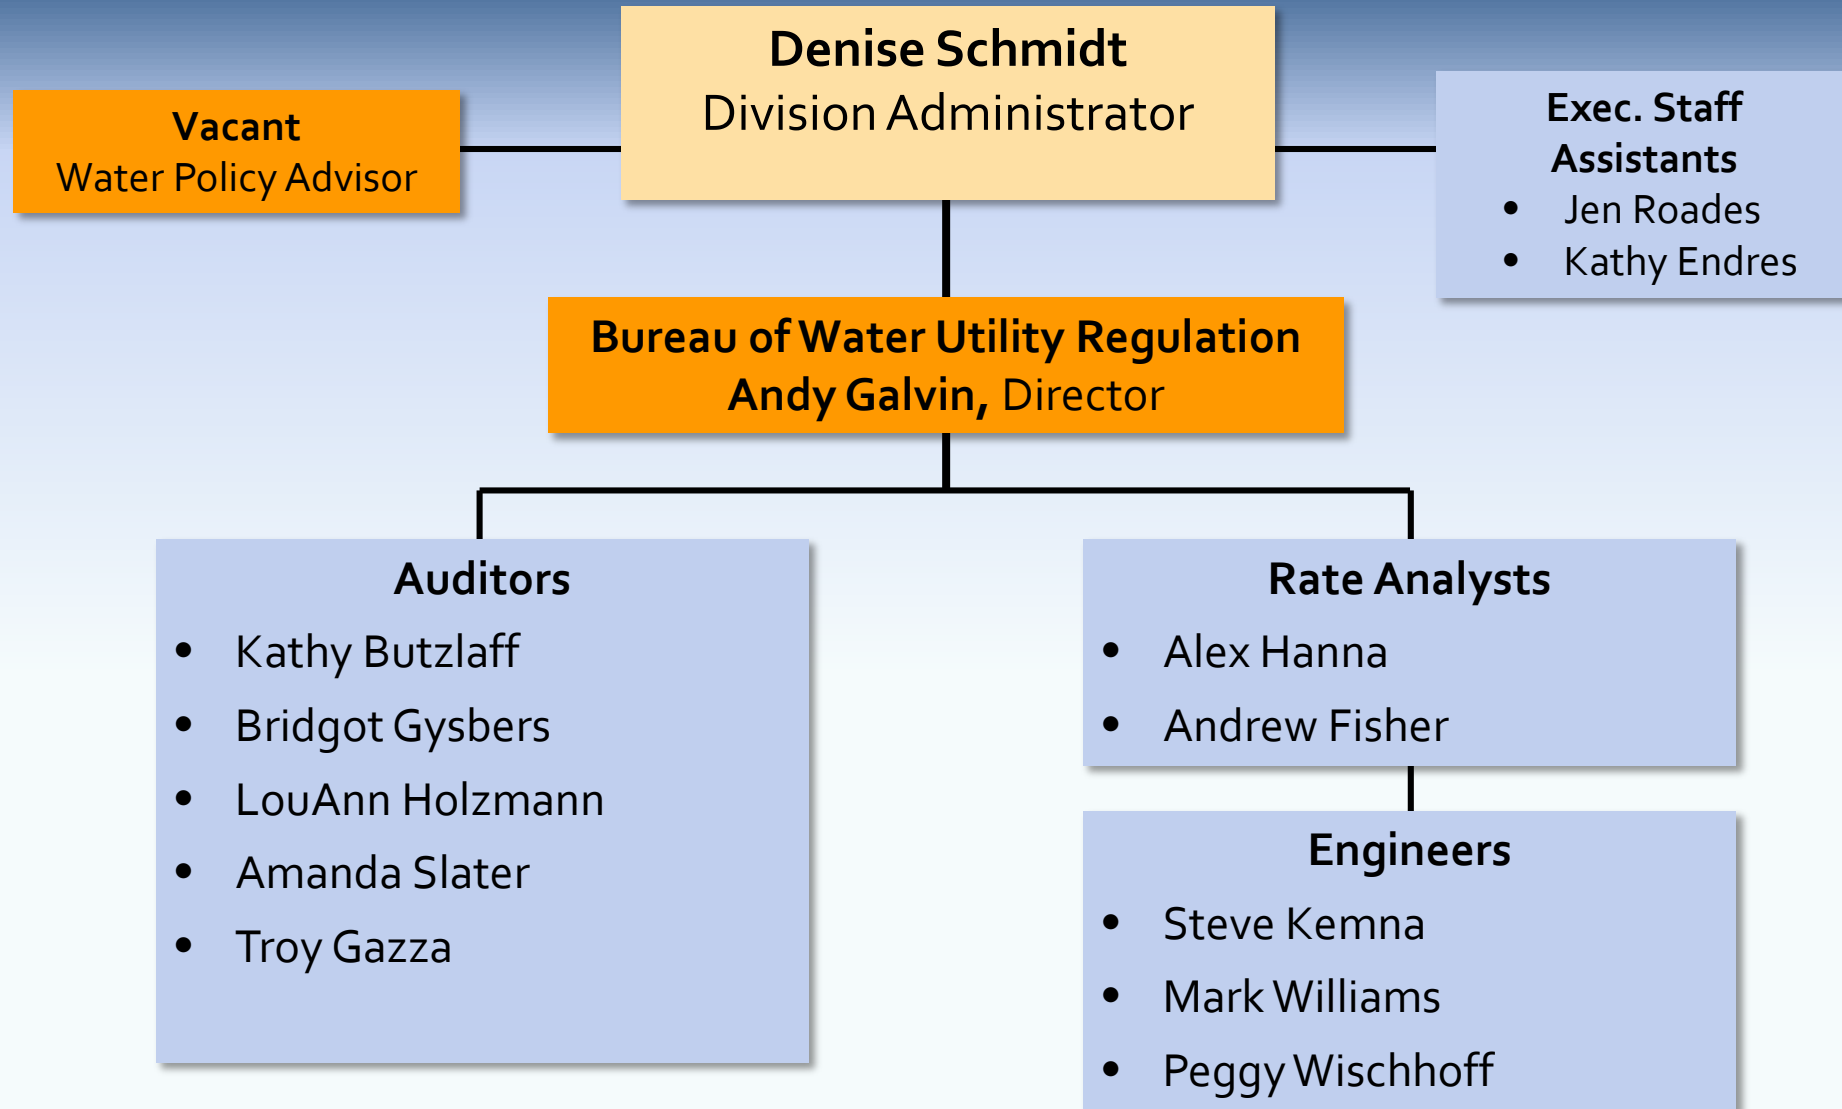 Denise Schmidt
Division Administrator
Vacant
Water Policy Advisor
Exec. Staff
Assistants
• Jen Roades
• Kathy Endres
Bureau of Water Utility Regulation
Andy Galvin, Director
Auditors
• Kathy Butzlaff
• Bridgot Gysbers
• LouAnn Holzmann
• Amanda Slater
• Troy Gazza
Rate Analysts
• Alex Hanna
• Andrew Fisher
Engineers
• Steve Kemna
• Mark Williams
• Peggy Wischhoff